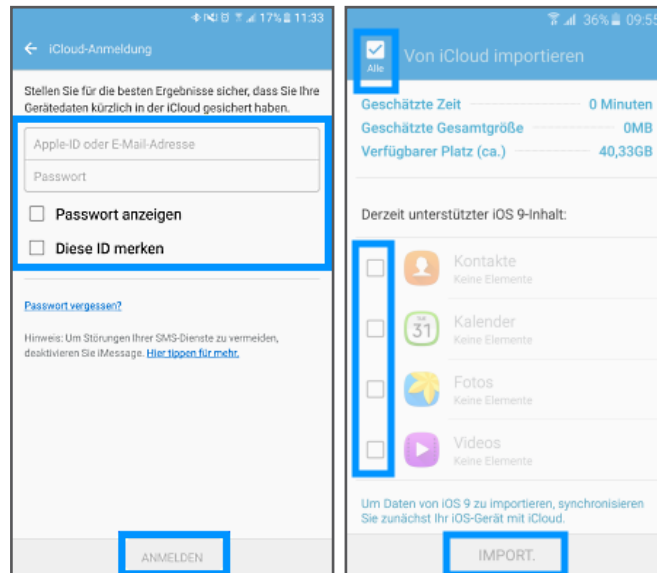 17% 11:33
iCloud-Anmeldung
Stellen Sie für die besten Ergebnisse sicher, dass Sie Ihre
Gerätedaten kürzlich in der iCloud gesichert haben.
Apple-ID oder E-Mail-Adresse
Passwort
Passwort anzeigen
Diese ID merken
Passwort vergessen?
Hinweis: Um Störungen Ihrer SMS-Dienste zu vermeiden,
deaktivieren Sie iMessage. Hier tippen für mehr.
ANMELDEN
36% 09:55
Alle
Von iCloud importieren
Geschätzte Zeit 0 Minuten
Geschätzte Gesamtgröße 0MB
Verfügbarer Platz (ca.) 40,33GB
Derzeit unterstützter iOS 9-Inhalt:
Kontakte
Keine Elemente
31
Kalender
Keine Elemente
Fotos
Keine Elemente
Videos
Keine Elemente
Um Daten von iOS 9 zu importieren, synchronisieren
Sie zunächst Ihr iOS-Gerät mit iCloud.
IMPORT.